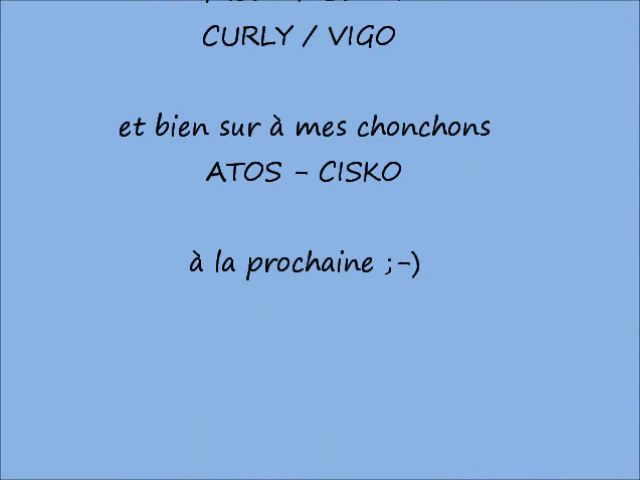 CURLY / VIGO
et bien sur à mes chonchons
ATOS - CISKO
à la prochaine ;-)